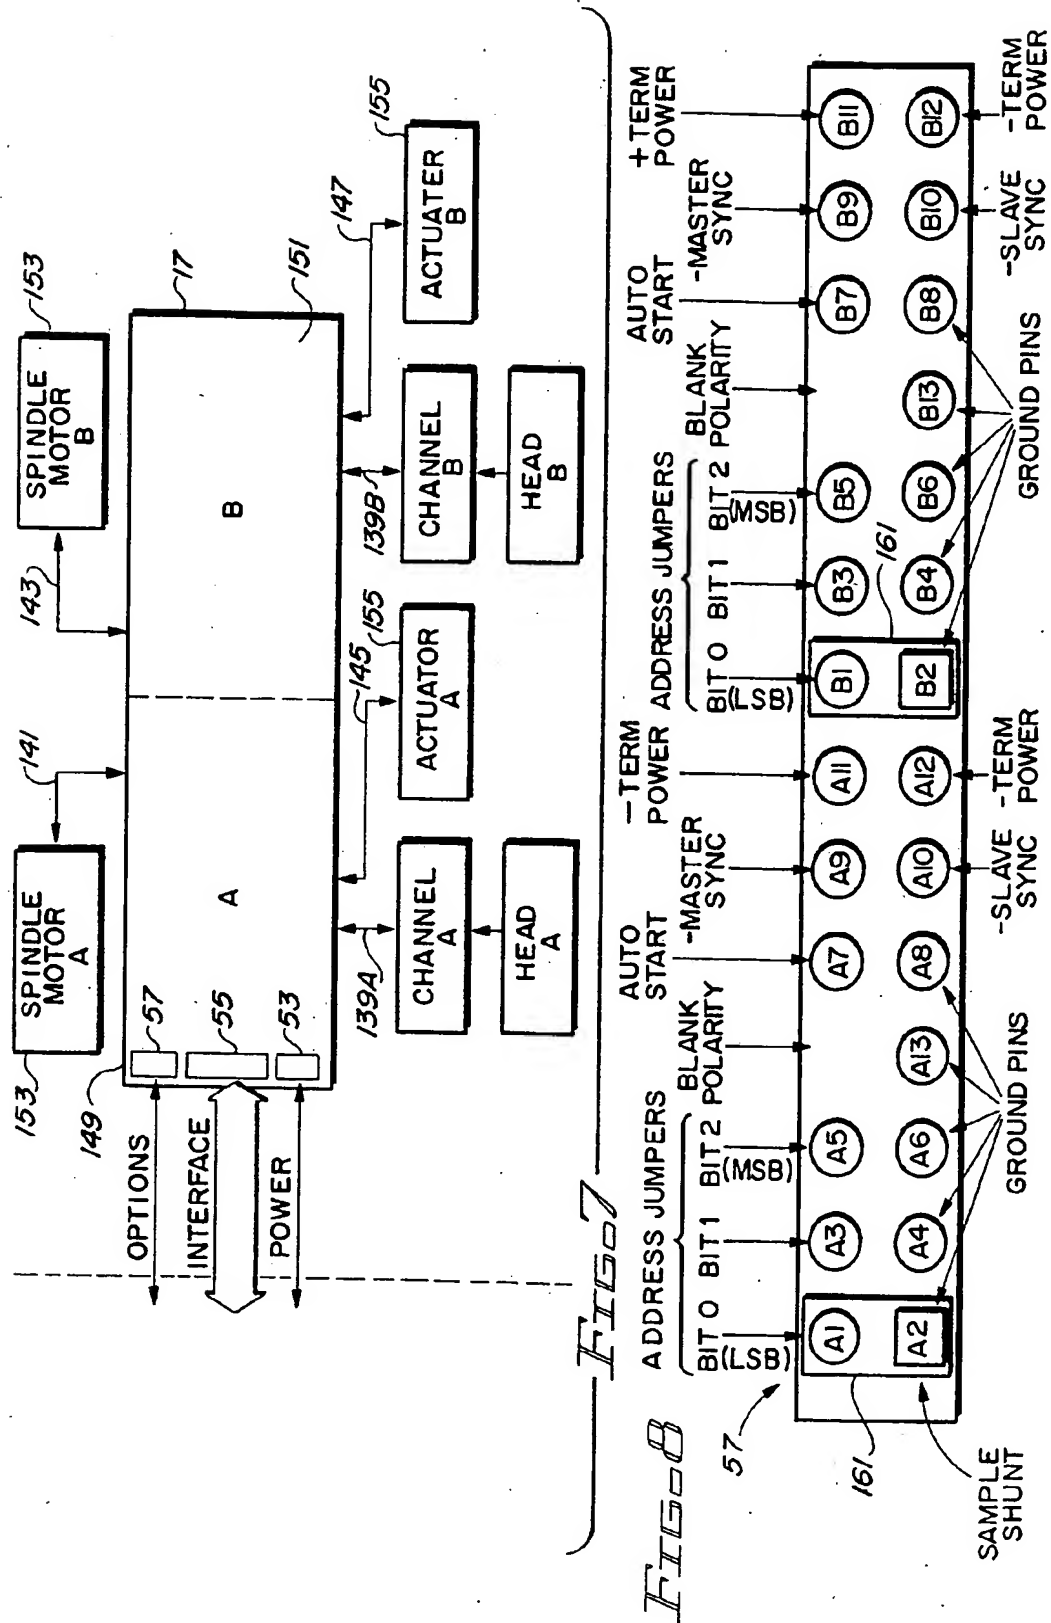 153
SPINDLE
MOTOR
A
141
143
SPINDLE
MOTOR
B
153
149
57
55
53
A
B
17
151
OPTIONS
INTERFACE
POWER
139A
145
139B
147
CHANNEL
A
ACTUATOR
A
155
CHANNEL
B
ACTUATER
B
155
HEAD
A
HEAD
B
FIG-7
FIG-8
ADDRESS JUMPERS
BIT 0
(LSB)
BIT 1
BIT 2
(MSB)
BLANK
POLARITY
AUTO
START
-MASTER
SYNC
-TERM
POWER
ADDRESS JUMPERS
BIT 0
(LSB)
BIT 1
BIT 2
(MSB)
BLANK
POLARITY
AUTO
START
-MASTER
SYNC
+TERM
POWER
57
A1
A3
A5
A7
A9
A11
B1
B3
B5
B7
B9
B11
A2
A4
A6
A13
A8
A10
A12
B2
B4
B6
B13
B8
B10
B12
161
161
SAMPLE
SHUNT
GROUND PINS
-SLAVE
SYNC
-TERM
POWER
GROUND PINS
-SLAVE
SYNC
-TERM
POWER